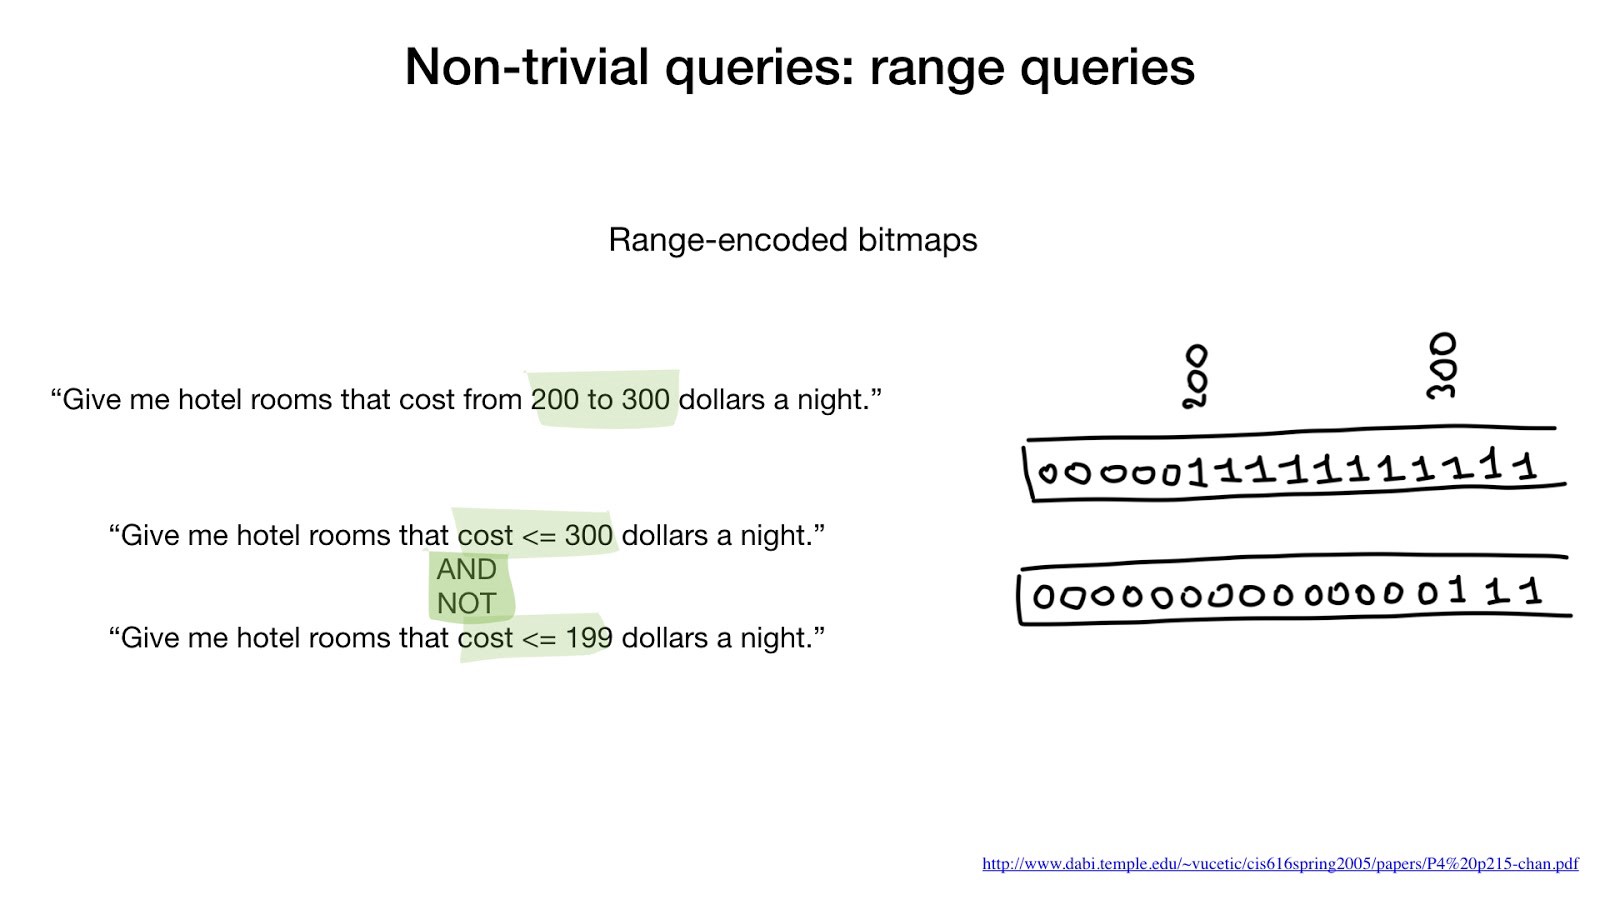 Non-trivial queries: range queries
Range-encoded bitmaps
“Give me hotel rooms that cost from 200 to 300 dollars a night.”
“Give me hotel rooms that cost <= 300 dollars a night.”
AND
NOT
“Give me hotel rooms that cost <= 199 dollars a night.”
200
300
0000011111111111
00000000000000111
http://www.dabi.temple.edu/~vucetic/cis616spring2005/papers/P4%20p215-chan.pdf